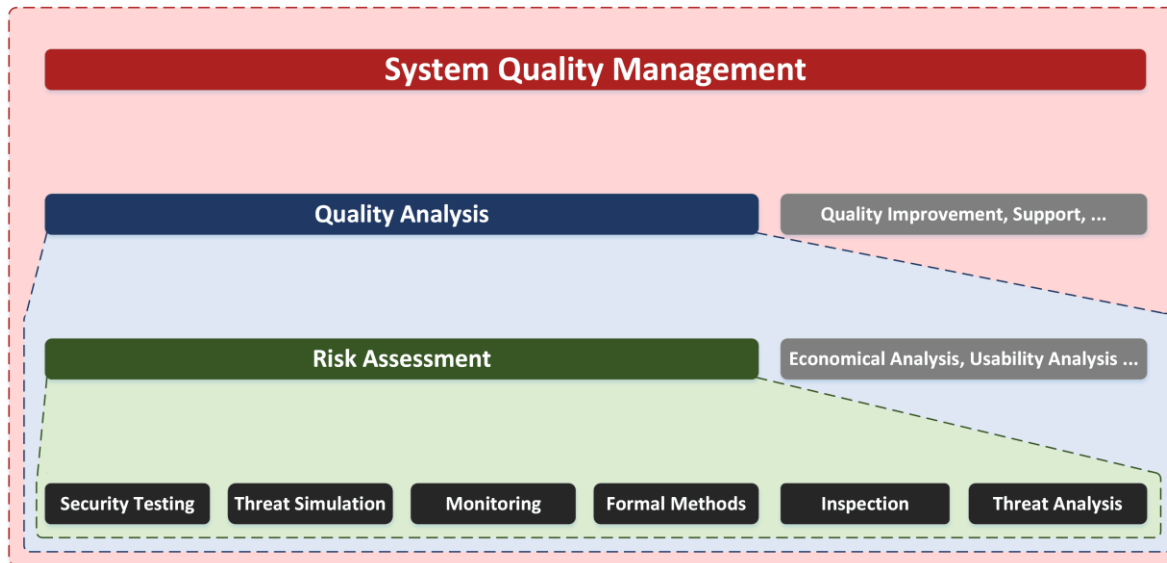 System Quality Management
Quality Analysis
Quality Improvement, Support, ...
Risk Assessment
Economical Analysis, Usability Analysis ...
Security Testing
Threat Simulation
Monitoring
Formal Methods
Inspection
Threat Analysis